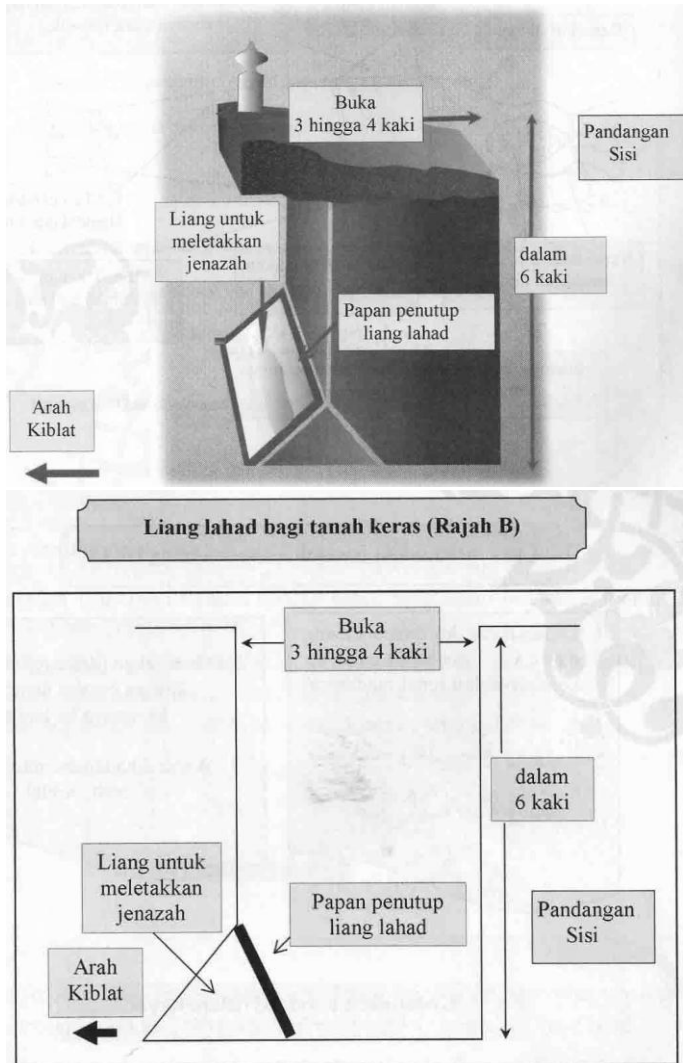 Buka
3 hingga 4 kaki
Pandangan
Sisi
Liang untuk
meletakkan
jenazah
dalam
6 kaki
Papan penutup
liang lahad
Arah
Kiblat
Liang lahad bagi tanah keras (Rajah B)
Buka
3 hingga 4 kaki
dalam
6 kaki
Liang untuk
meletakkan
jenazah
Papan penutup
liang lahad
Pandangan
Sisi
Arah
Kiblat